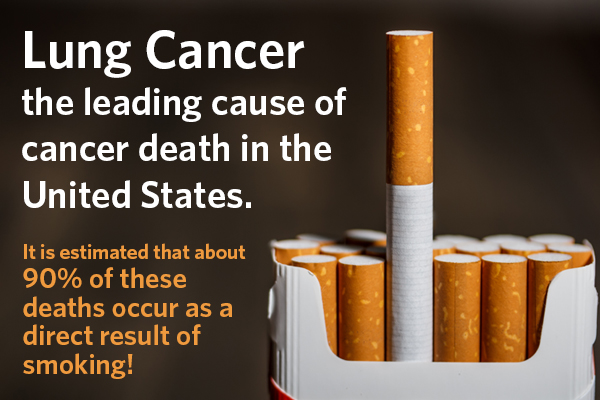 Lung Cancer
the leading cause of
cancer death in the
United States.
It is estimated that about
90% of these
deaths occur as a
direct result of
smoking!